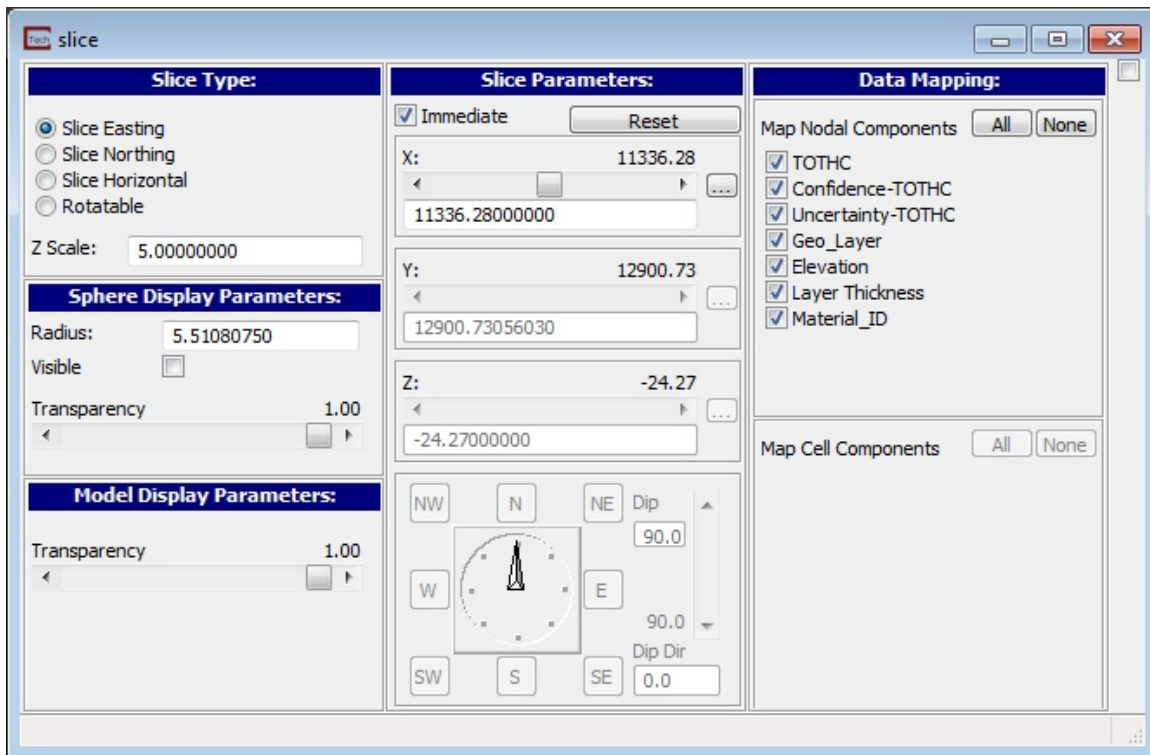 Tech slice
Slice Type:
Slice Easting
Slice Northing
Slice Horizontal
Rotatable
Z Scale: 5.00000000
Sphere Display Parameters:
Radius: 5.51080750
Visible
Transparency 1.00
Model Display Parameters:
Transparency 1.00
Slice Parameters:
Immediate Reset
X: 11336.28
...
11336.28000000
Y: 12900.73
...
12900.73056030
Z: -24.27
...
-24.27000000
NW N NE Dip
90.0
W E
90.0
Dip Dir
SW S SE 0.0
Data Mapping:
Map Nodal Components All None
TOTHC
Confidence-TOTHC
Uncertainty-TOTHC
Geo_Layer
Elevation
Layer Thickness
Material_ID
Map Cell Components All None